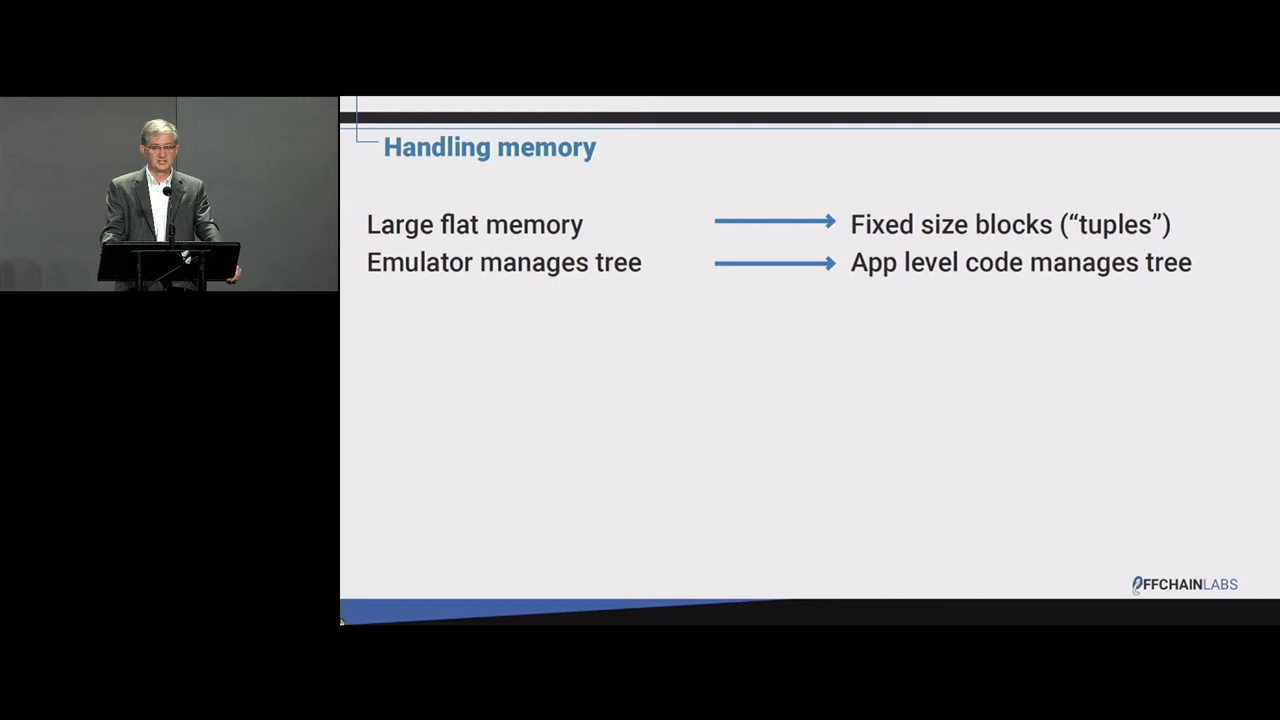 Handling memory
Large flat memory Fixed size blocks (“tuples”)
Emulator manages tree App level code manages tree
OFFCHAINLABS